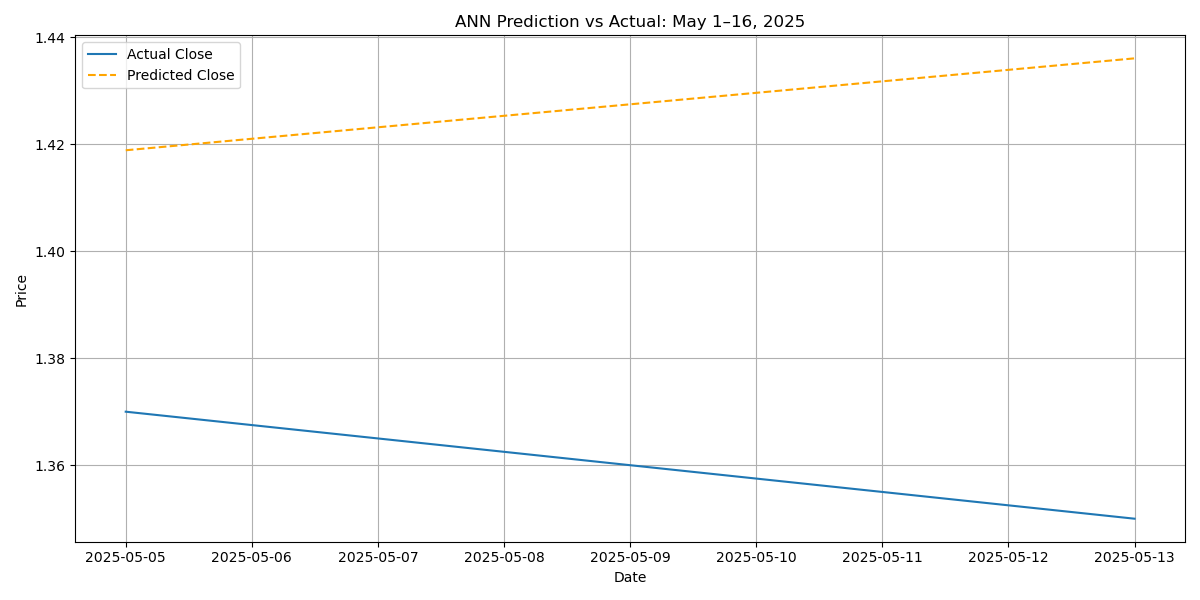 ANN Prediction vs Actual: May 1–16, 2025
Actual Close
Predicted Close
Price
1.44
1.42
1.40
1.38
1.36
2025-05-05
2025-05-06
2025-05-07
2025-05-08
2025-05-09
2025-05-10
2025-05-11
2025-05-12
2025-05-13
Date